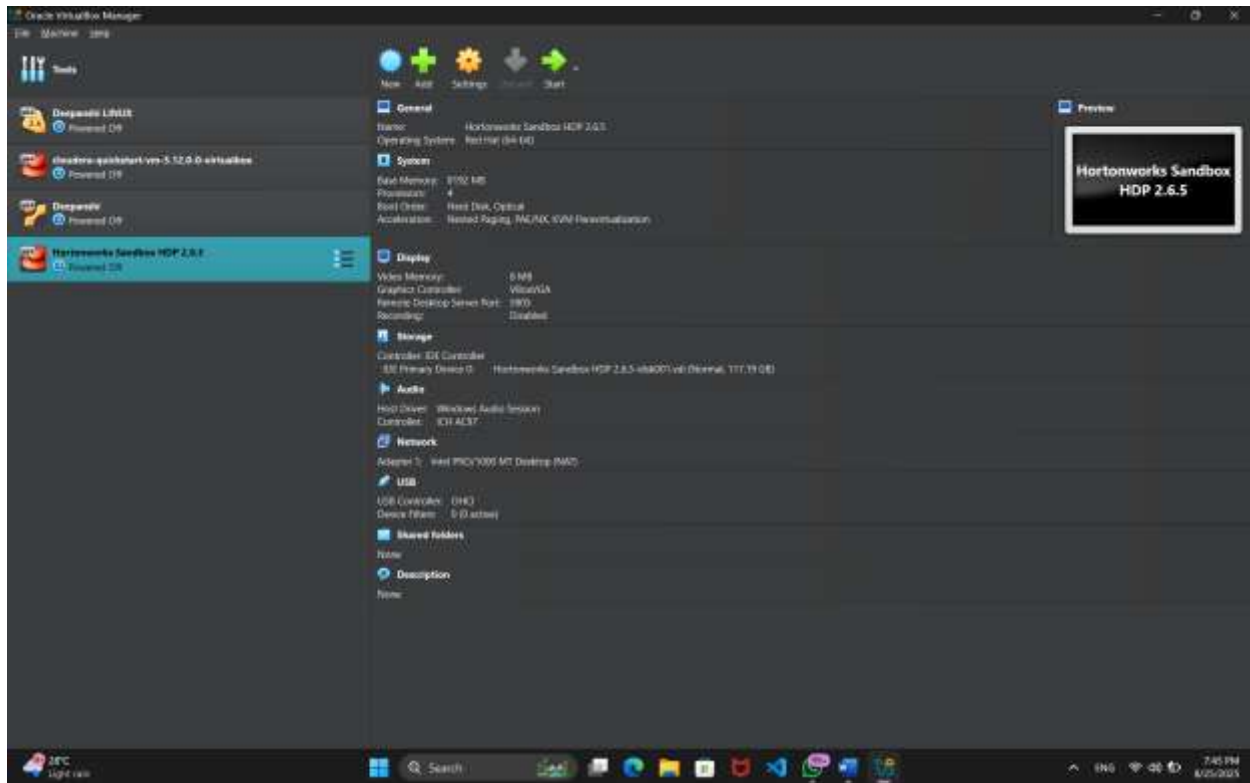 Oracle VirtualBox Manager
File Machine Help
Tools
New Add Settings Discard Start
Deepanshi LINUX
Powered Off
cloudera-quickstart-vm-5.12.0-0-virtualbox
Powered Off
Deepanshi
Powered Off
Hortonworks Sandbox HDP 2.6.5
Powered Off
General
Name: Hortonworks Sandbox HDP 2.6.5
Operating System: Red Hat (64-bit)
System
Base Memory: 8192 MB
Processors: 4
Boot Order: Hard Disk, Optical
Acceleration: Nested Paging, PAE/NX, KVM Paravirtualization
Display
Video Memory: 8 MB
Graphics Controller: VBoxVGA
Remote Desktop Server Port:
Recording: Disabled
Storage
Controller: IDE Controller
IDE Primary Device 0: Hortonworks Sandbox HDP 2.6.5-disk001.vdi (Normal, 117.19 GB)
Audio
Host Driver: Windows Audio Session
Controller: ICH AC97
Network
Adapter 1: Intel PRO/1000 MT Desktop (NAT)
USB
USB Controller: OHCI
Device Filters: 0 (0 active)
Shared folders
None
Description
None
Preview
Hortonworks Sandbox
HDP 2.6.5
28°C
Light rain
Search
ENG
7:45 PM
8/25/2025